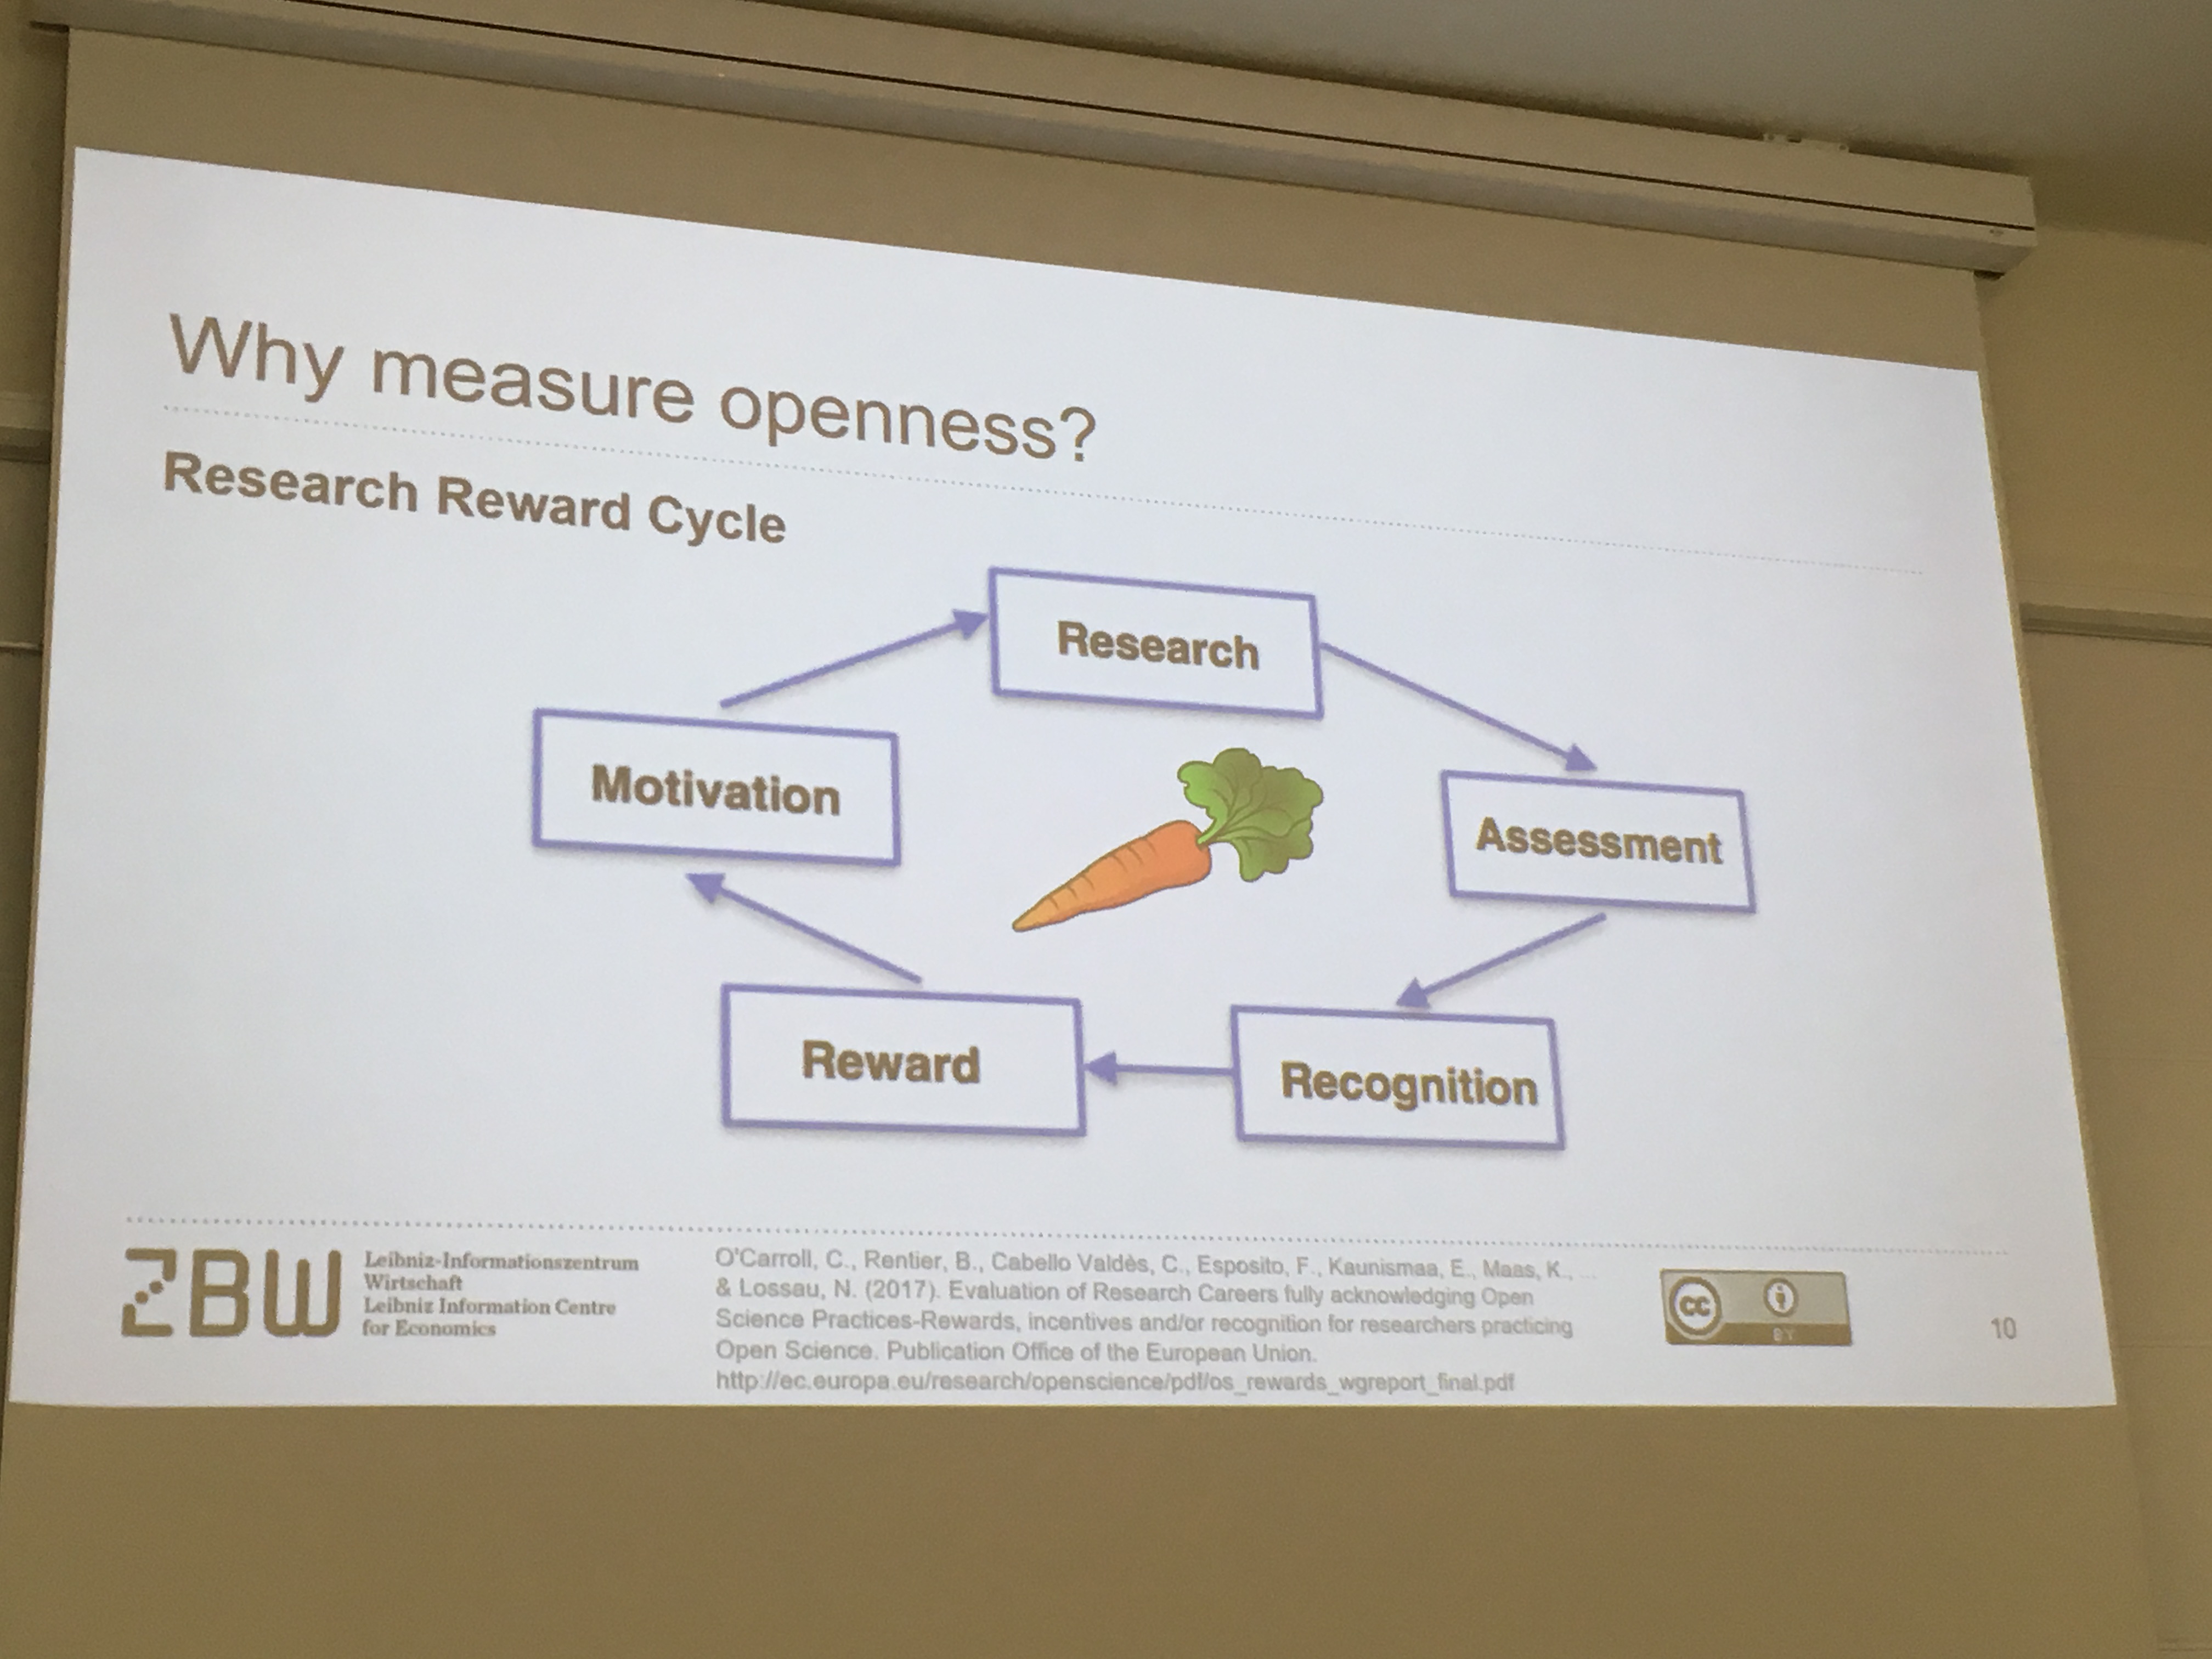 Why measure openness?
Research Reward Cycle
Research
Motivation
Assessment
Reward
Recognition
ZBW
Leibniz-Informationszentrum
Wirtschaft
Leibniz Information Centre
for Economics
O'Carroll, C., Rentier, B., Cabello Valdès, C., Esposito, F., Kaunismaa, E., Maas, K., ...
& Lossau, N. (2017). Evaluation of Research Careers fully acknowledging Open
Science Practices-Rewards, incentives and/or recognition for researchers practicing
Open Science. Publication Office of the European Union.
http://ec.europa.eu/research/openscience/pdf/os_rewards_wgreport_final.pdf
cc
BY
10